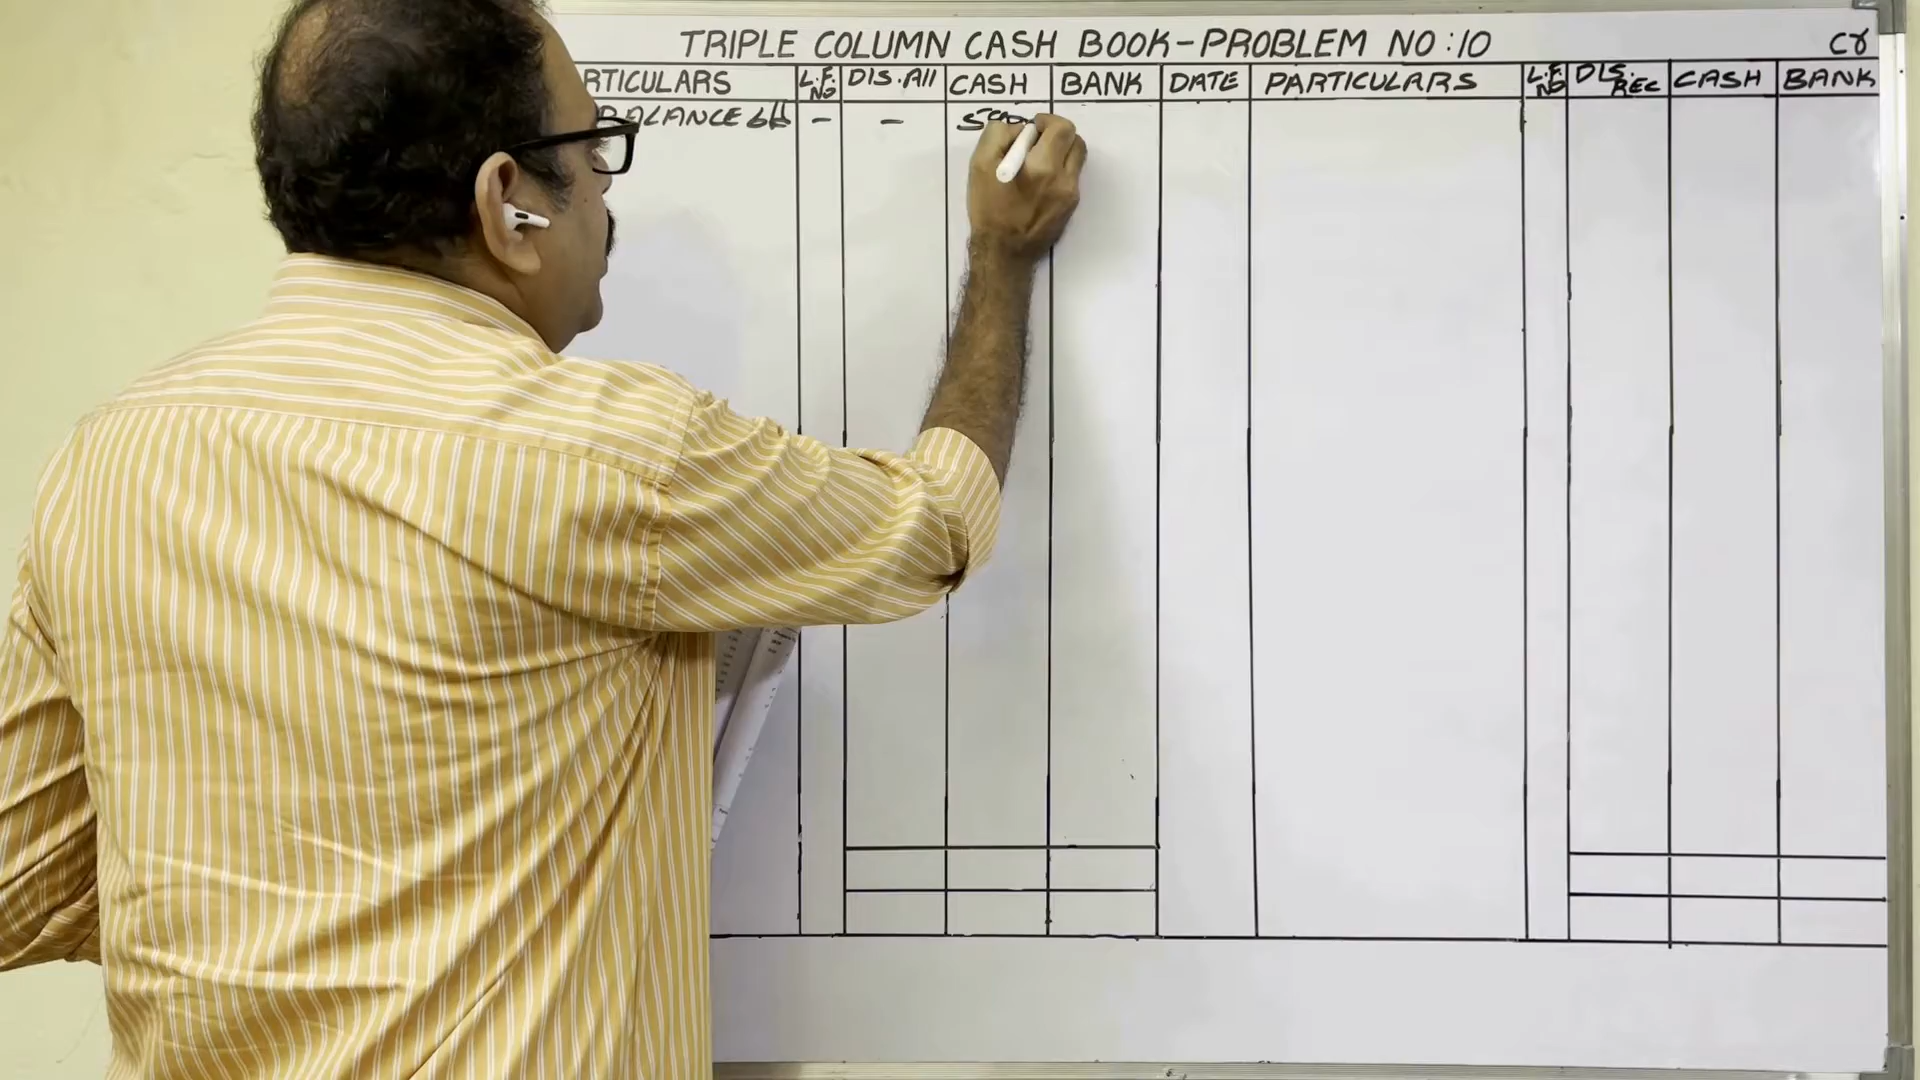 TRIPLE COLUMN CASH BOOK-PROBLEM NO:10
Cr
RTICULARS L.F. NO DIS.All CASH BANK DATE PARTICULARS L.F. NO DIS. REC CASH BANK
BALANCE b/f - -